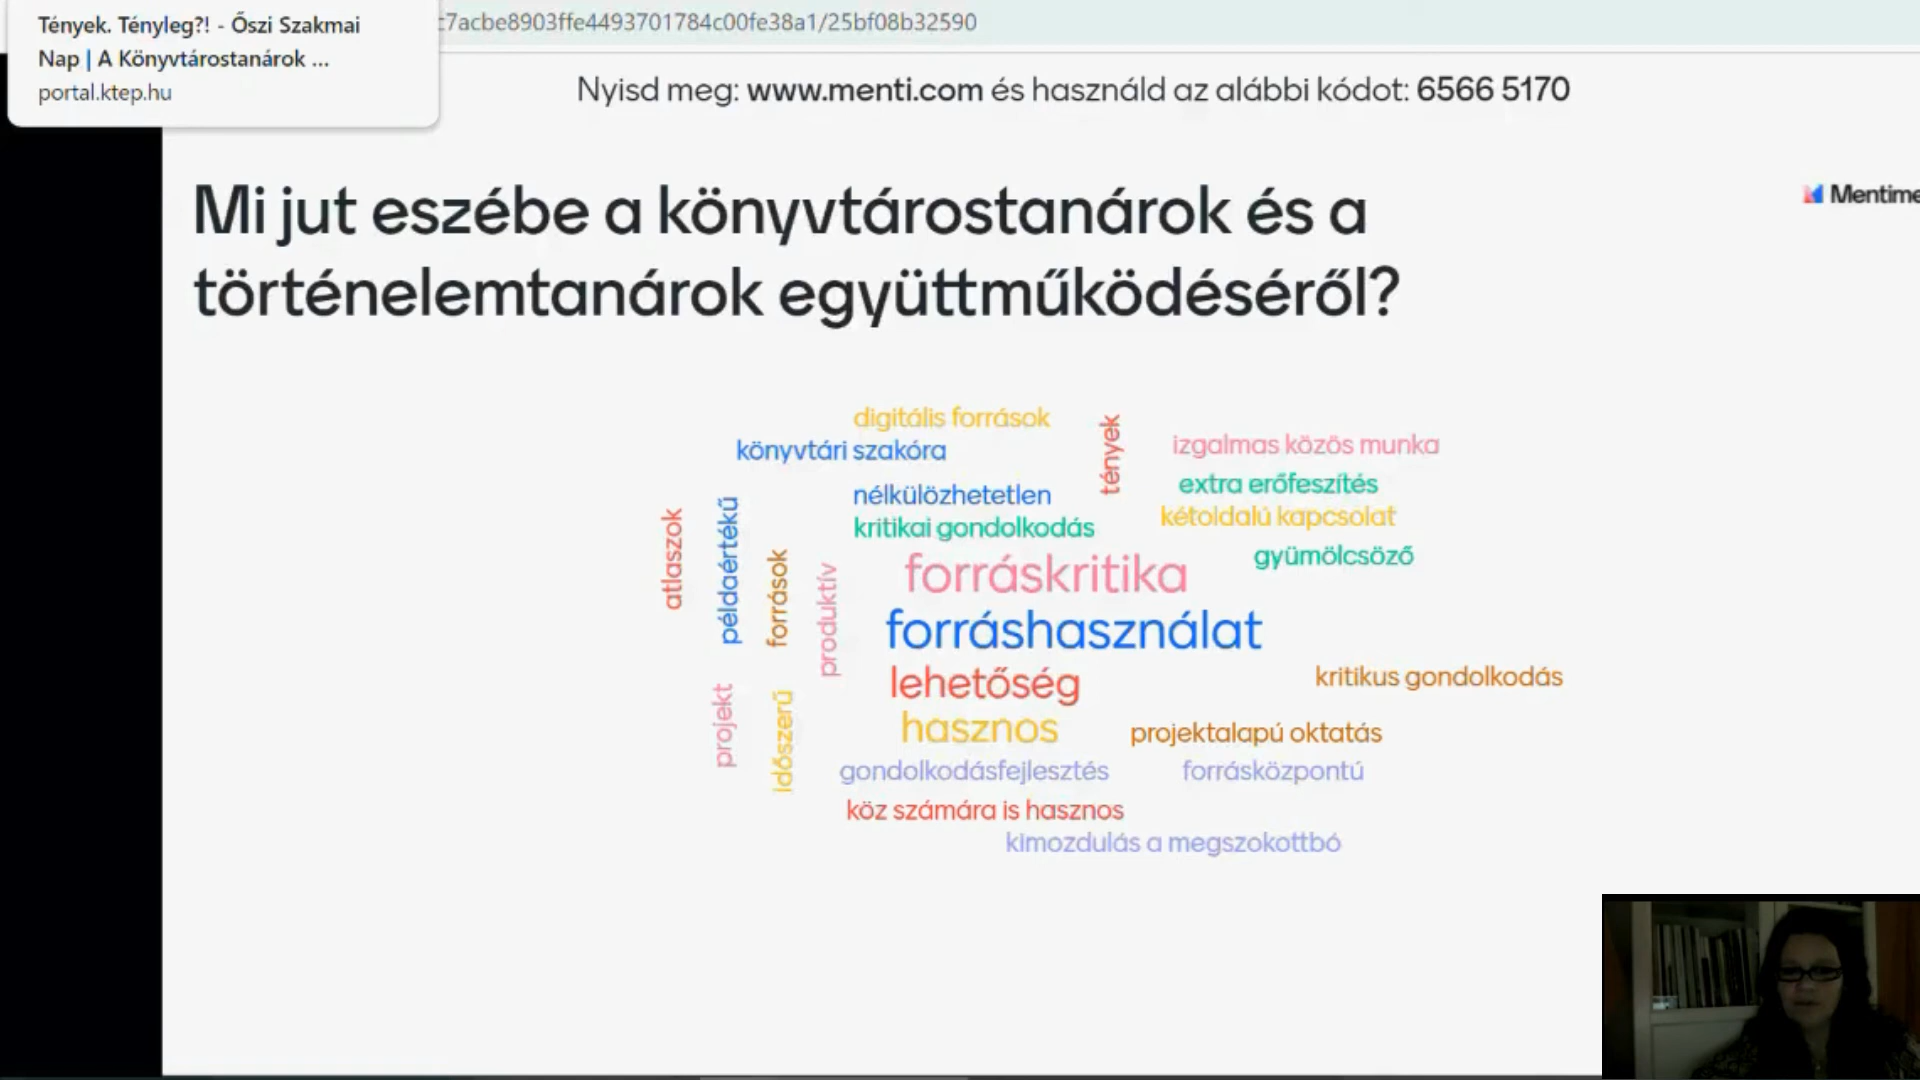 Tények. Tényleg?! - Őszi Szakmai
Nap | A Könyvtárostanárok ...
portal.ktep.hu
:7acbe8903ffe4493701784c00fe38a1/25bf08b32590
Nyisd meg: www.menti.com és használd az alábbi kódot: 6566 5170
Mentime
Mi jut eszébe a könyvtárostanárok és a
történelemtanárok együttműködéséről?
digitális források
könyvtári szakóra
tények
izgalmas közös munka
extra erőfeszítés
nélkülözhetetlen
kétoldalú kapcsolat
kritikai gondolkodás
gyümölcsöző
atlaszok
példaértékű
források
produktív
forráskritika
forráshasználat
lehetőség
kritikus gondolkodás
projekt
időszerű
hasznos
projektalapú oktatás
gondolkodásfejlesztés
forrásközpontú
köz számára is hasznos
kimozdulás a megszokottbó